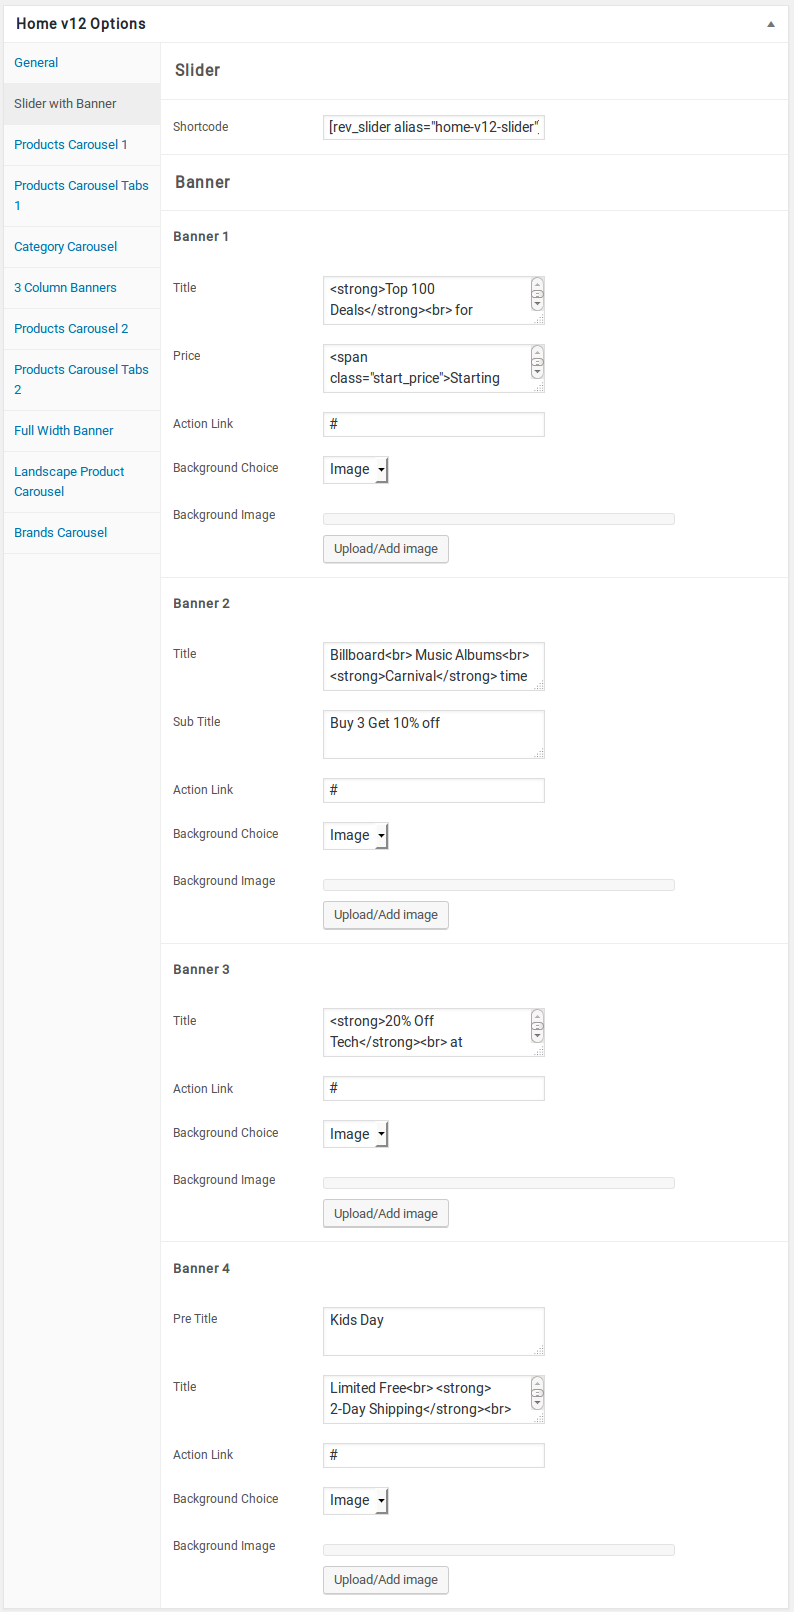 Home v12 Options
General
Slider with Banner
Products Carousel 1
Products Carousel Tabs
1
Category Carousel
3 Column Banners
Products Carousel 2
Products Carousel Tabs
2
Full Width Banner
Landscape Product
Carousel
Brands Carousel
Slider
Shortcode
[rev_slider alias="home-v12-slider"
Banner
Banner 1
Title
<strong>Top 100
Deals</strong><br> for
Price
<span
class="start_price">Starting
Action Link
#
Background Choice
Image
Background Image
Upload/Add image
Banner 2
Title
Billboard<br> Music Albums<br>
<strong>Carnival</strong> time
Sub Title
Buy 3 Get 10% off
Action Link
#
Background Choice
Image
Background Image
Upload/Add image
Banner 3
Title
<strong>20% Off
Tech</strong><br> at
Action Link
#
Background Choice
Image
Background Image
Upload/Add image
Banner 4
Pre Title
Kids Day
Title
Limited Free<br> <strong>
2-Day Shipping</strong><br>
Action Link
#
Background Choice
Image
Background Image
Upload/Add image